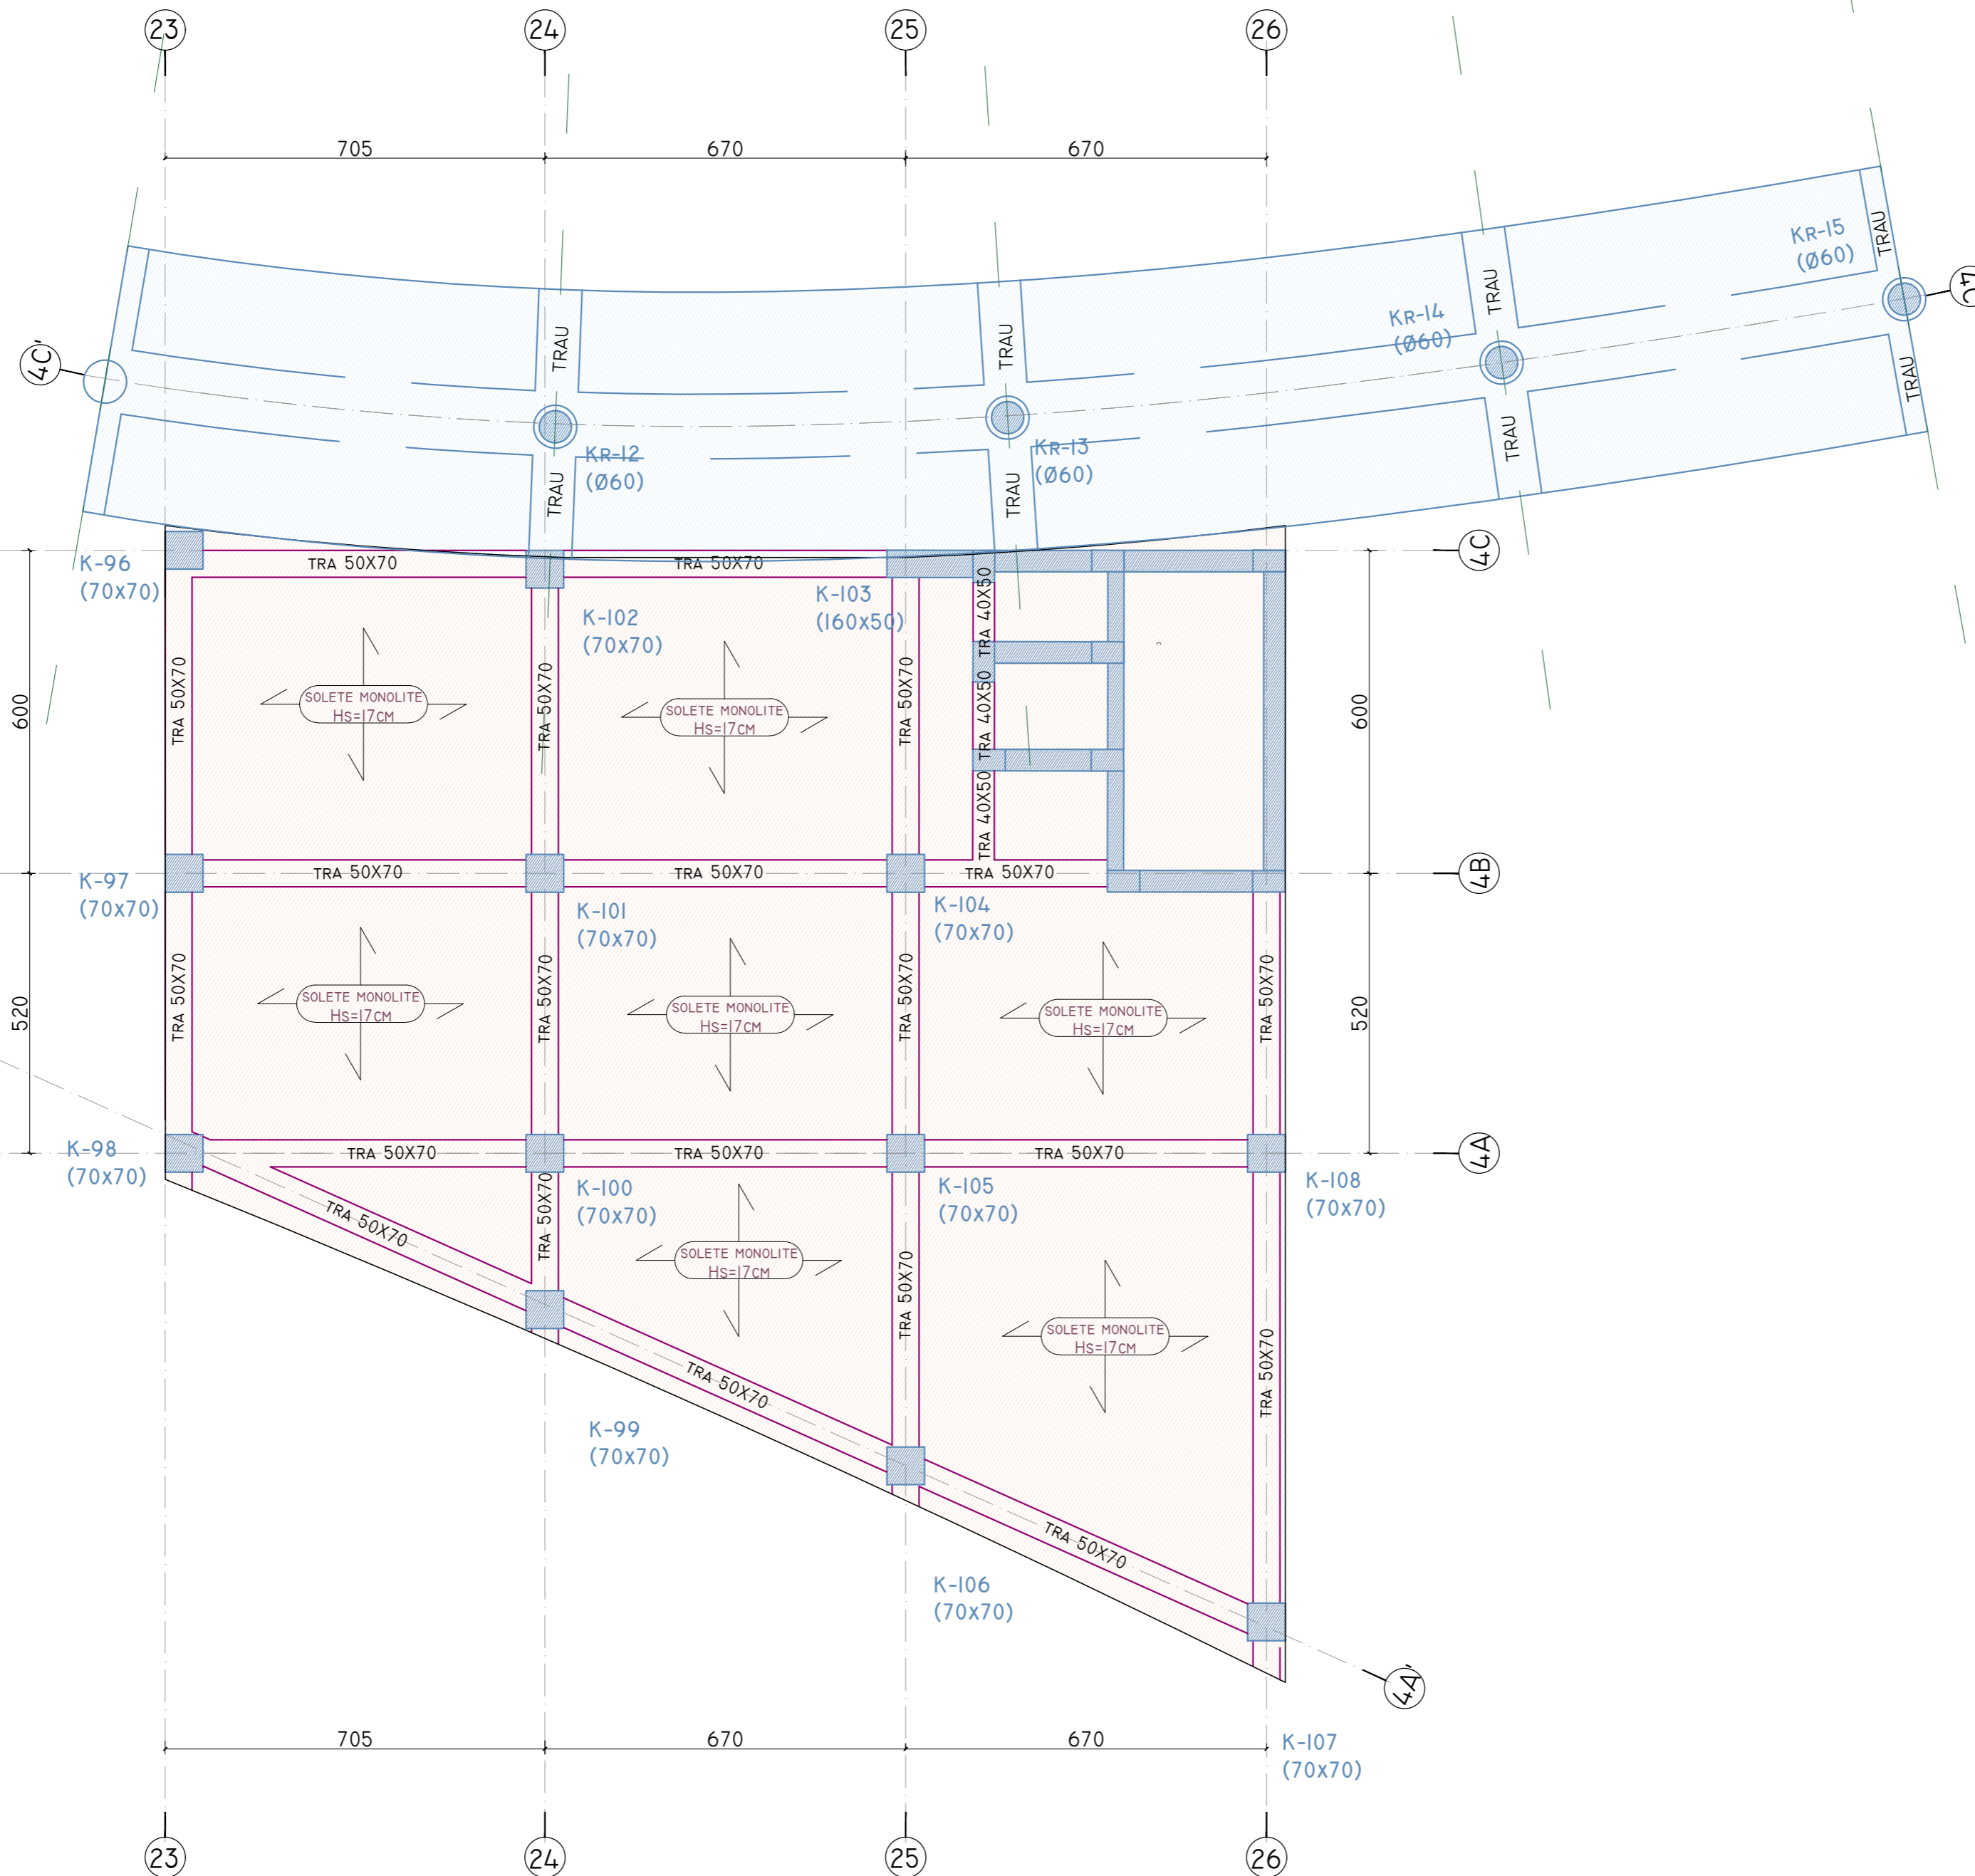 23
24
25
26
705
670
670
TRAU
TRAU
TRAU
TRAU
KR-15
(Ø60)
4C'
KR-14
(Ø60)
4C'
TRAU
TRAU
TRAU
TRAU
KR-12
(Ø60)
KR-13
(Ø60)
K-96
(70x70)
TRA 50X70
TRA 50X70
4C
K-102
(70x70)
K-103
(160x50)
TRA 40X50
600
TRA 50X70
SOLETE MONOLITE
HS=17CM
TRA 50X70
SOLETE MONOLITE
HS=17CM
TRA 50X70
TRA 40X50
TRA 40X50
600
K-97
(70x70)
TRA 50X70
TRA 50X70
TRA 50X70
4B
K-101
(70x70)
K-104
(70x70)
520
TRA 50X70
SOLETE MONOLITE
HS=17CM
TRA 50X70
SOLETE MONOLITE
HS=17CM
TRA 50X70
SOLETE MONOLITE
HS=17CM
TRA 50X70
520
K-98
(70x70)
TRA 50X70
TRA 50X70
TRA 50X70
4A
K-100
(70x70)
K-105
(70x70)
K-108
(70x70)
TRA 50X70
TRA 50X70
SOLETE MONOLITE
HS=17CM
TRA 50X70
SOLETE MONOLITE
HS=17CM
TRA 50X70
TRA 50X70
K-99
(70x70)
TRA 50X70
K-106
(70x70)
4A'
705
670
670
K-107
(70x70)
23
24
25
26